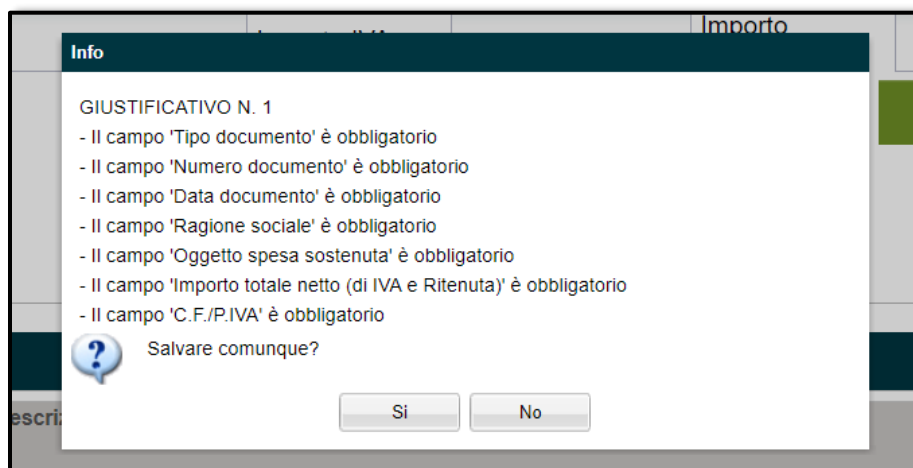 Importo
Info
GIUSTIFICATIVO N. 1
- Il campo 'Tipo documento' è obbligatorio
- Il campo 'Numero documento' è obbligatorio
- Il campo 'Data documento' è obbligatorio
- Il campo 'Ragione sociale' è obbligatorio
- Il campo 'Oggetto spesa sostenuta' è obbligatorio
- Il campo 'Importo totale netto (di IVA e Ritenuta)' è obbligatorio
- Il campo 'C.F./P.IVA' è obbligatorio
Salvare comunque?
Si No